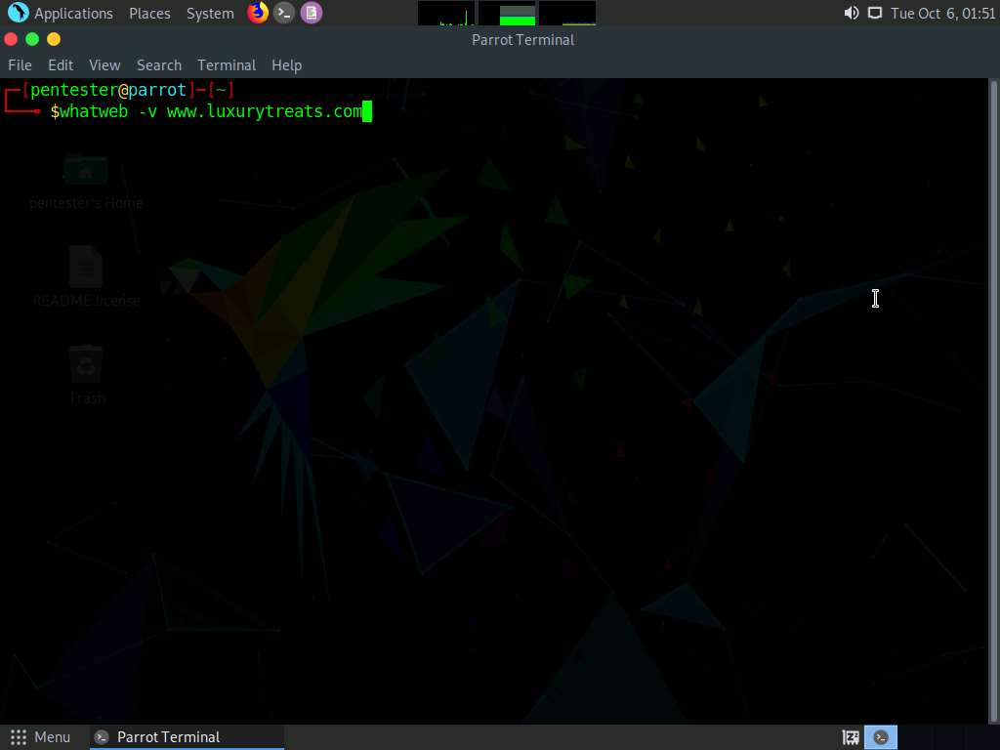 Applications Places System Tue Oct 6, 01:51
Parrot Terminal
File Edit View Search Terminal Help
┌─[pentester@parrot]─[~]
└──╼ $whatweb -v www.luxurytreats.com
pentester's Home
README.license
Trash
Menu Parrot Terminal